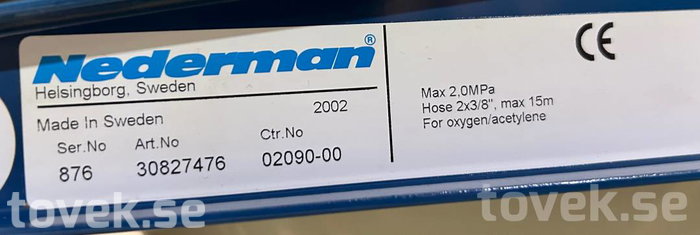 Nederman®
Helsingborg, Sweden
2002
Made In Sweden
Ser.No Art.No Ctr.No
876 30827476 02090-00
CE
Max 2,0MPa
Hose 2x3/8", max 15m
For oxygen/acetylene
tovek.se tovek.se